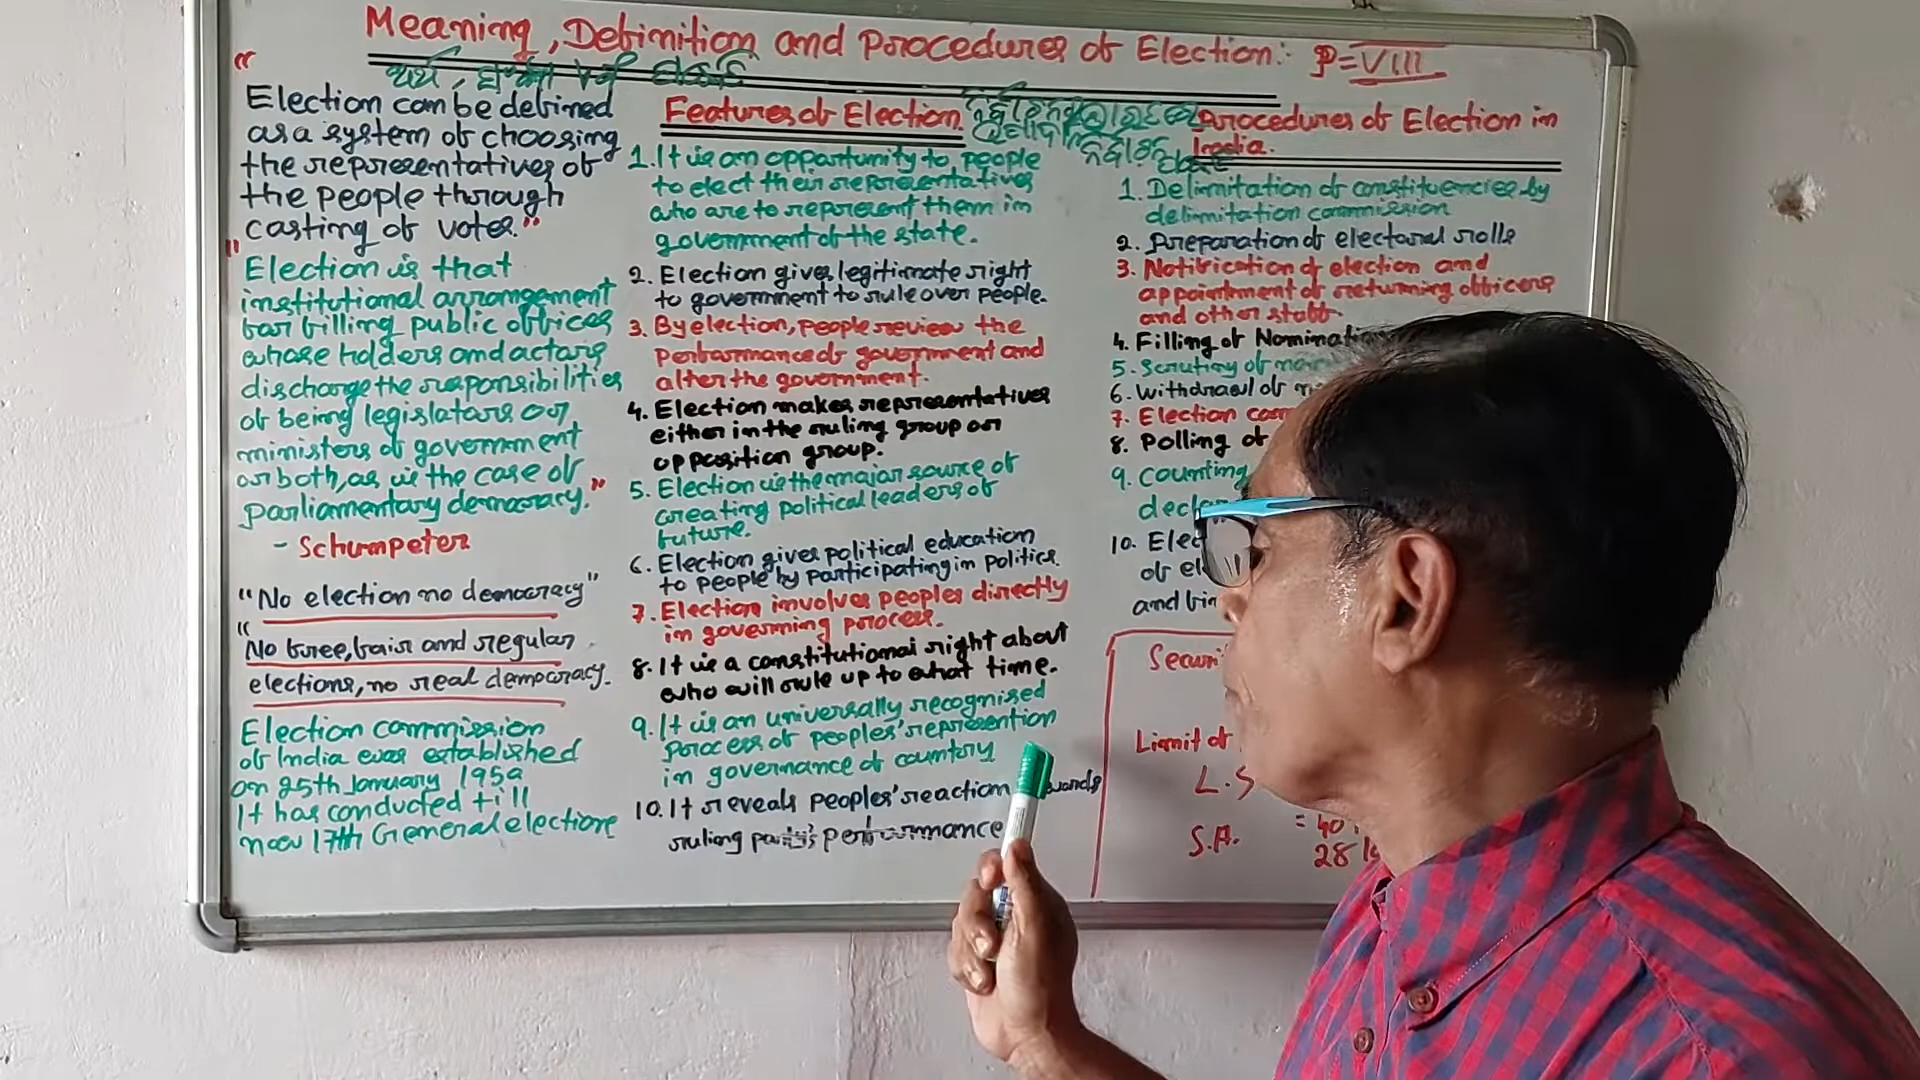 Meaning, Definition and Procedures of Election: P=VIII
ଅର୍ଥ,
"
Election can be defined
as a system of choosing
the representatives of
the people through
casting of votes."
"
Election is that
institutional arrangement
for filling public offices
whose holders and actors
discharge the responsibilities
of being legislators or
ministers of government
or both, as is the case of
parliamentary democracy."
- Schumpeter
"No election no democracy"
"
No free, fair and regular
elections, no real democracy.
Election commission
of India was established
on 25th January 1950
It has conducted till
now 17th General elections
Features of Election
1. It is an opportunity to people
to elect their representatives
who are to represent them in
government of the state.
2. Election gives legitimate right
to government to rule over people.
3. By election, people review the
performance of government and
alter the government.
4. Election makes representatives
either in the ruling group or
opposition group.
5. Election is the major source of
creating political leaders of
future.
6. Election gives political education
to people by participating in politics.
7. Election involves peoples directly
in governing process.
8. It is a constitutional right about
who will rule up to what time.
9. It is an universally recognised
process of peoples' represention
in governance of country
10. It reveals peoples' reaction wards
ruling party's performance
Procedures of Election in
India.
1. Delimitation of constituencies by
delimitation commission
2. Preparation of electoral rolls
3. Notification of election and
appointment of returning officers
and other staff.
4. Filling of Nomination
5. Scrutiny of nom
6. Withdrawl of n
7. Election cam
8. Polling of
9. Counting
decl
10. Elec
of el
and fin
Securi
Limit of
L.S
= 40
S.A.
28 l